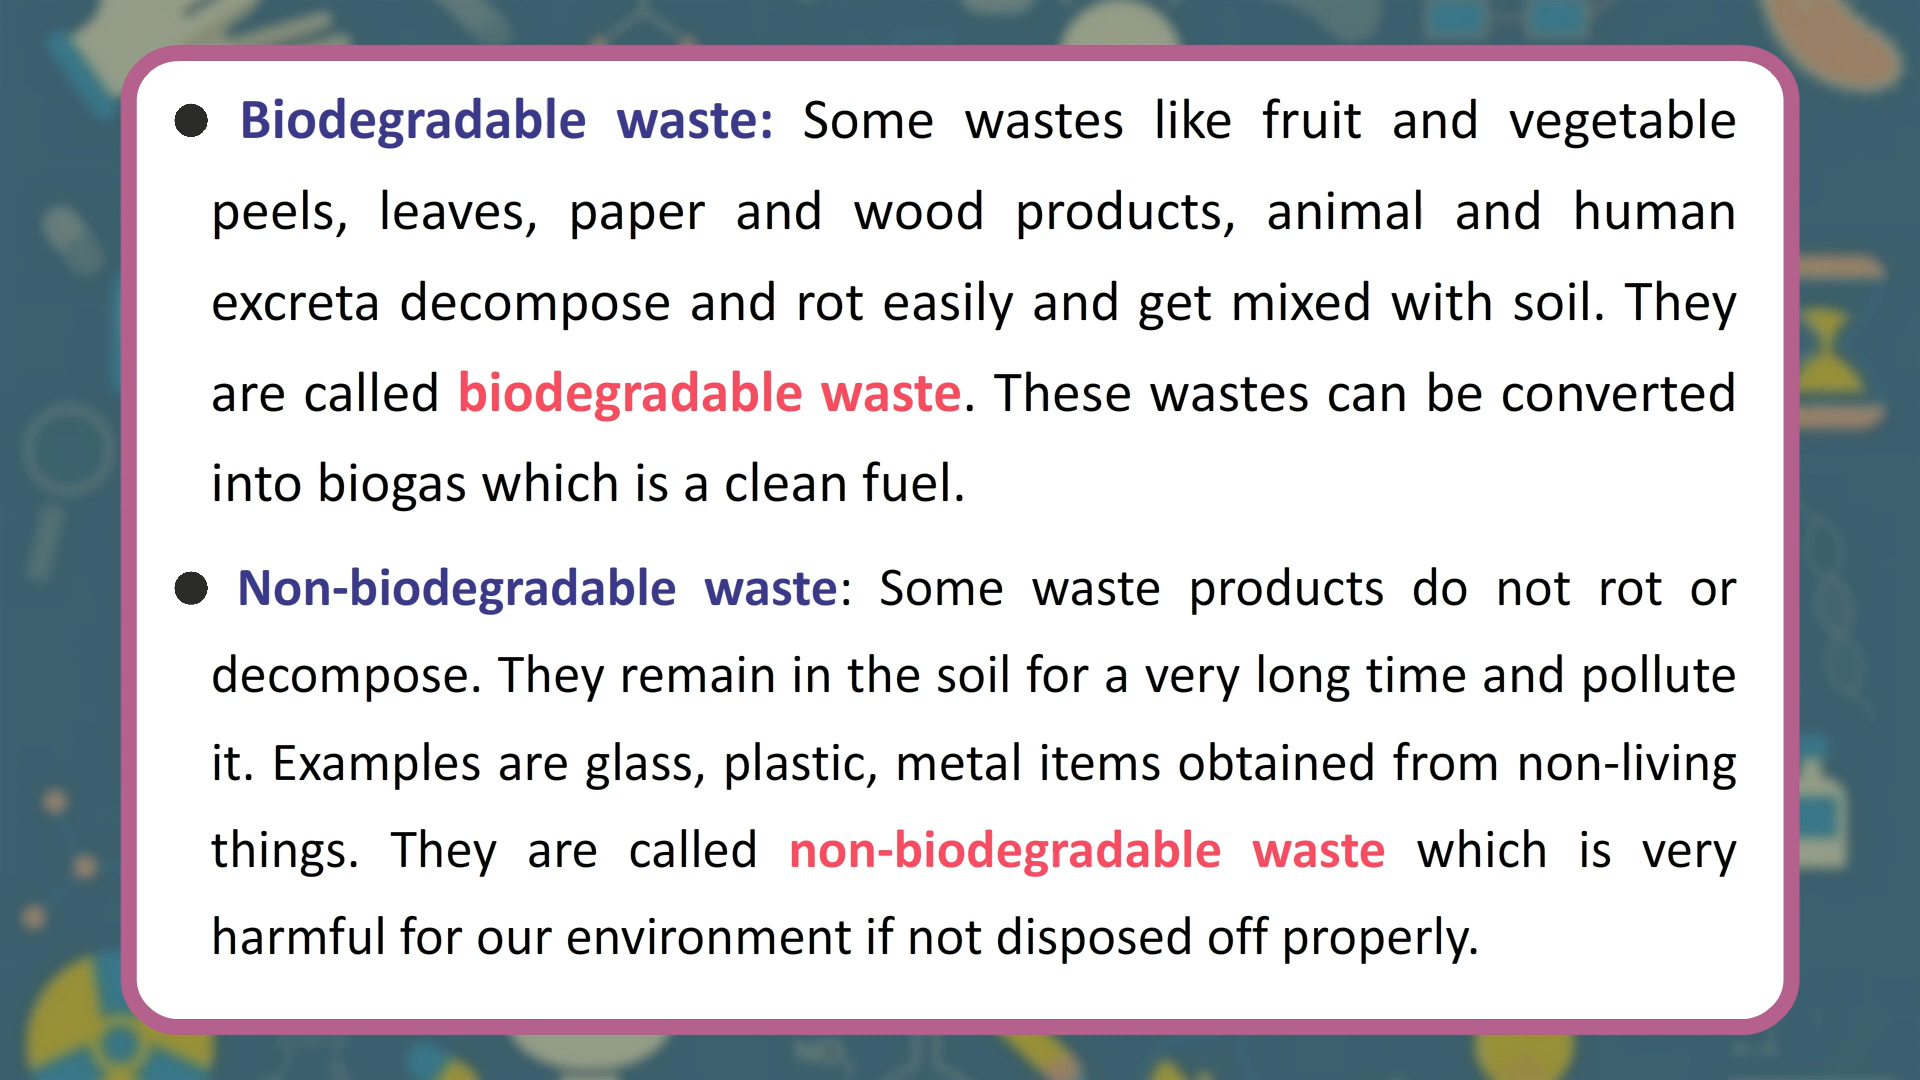 ● Biodegradable waste: Some wastes like fruit and vegetable
peels, leaves, paper and wood products, animal and human
excreta decompose and rot easily and get mixed with soil. They
are called biodegradable waste. These wastes can be converted
into biogas which is a clean fuel.
● Non-biodegradable waste: Some waste products do not rot or
decompose. They remain in the soil for a very long time and pollute
it. Examples are glass, plastic, metal items obtained from non-living
things. They are called non-biodegradable waste which is very
harmful for our environment if not disposed off properly.